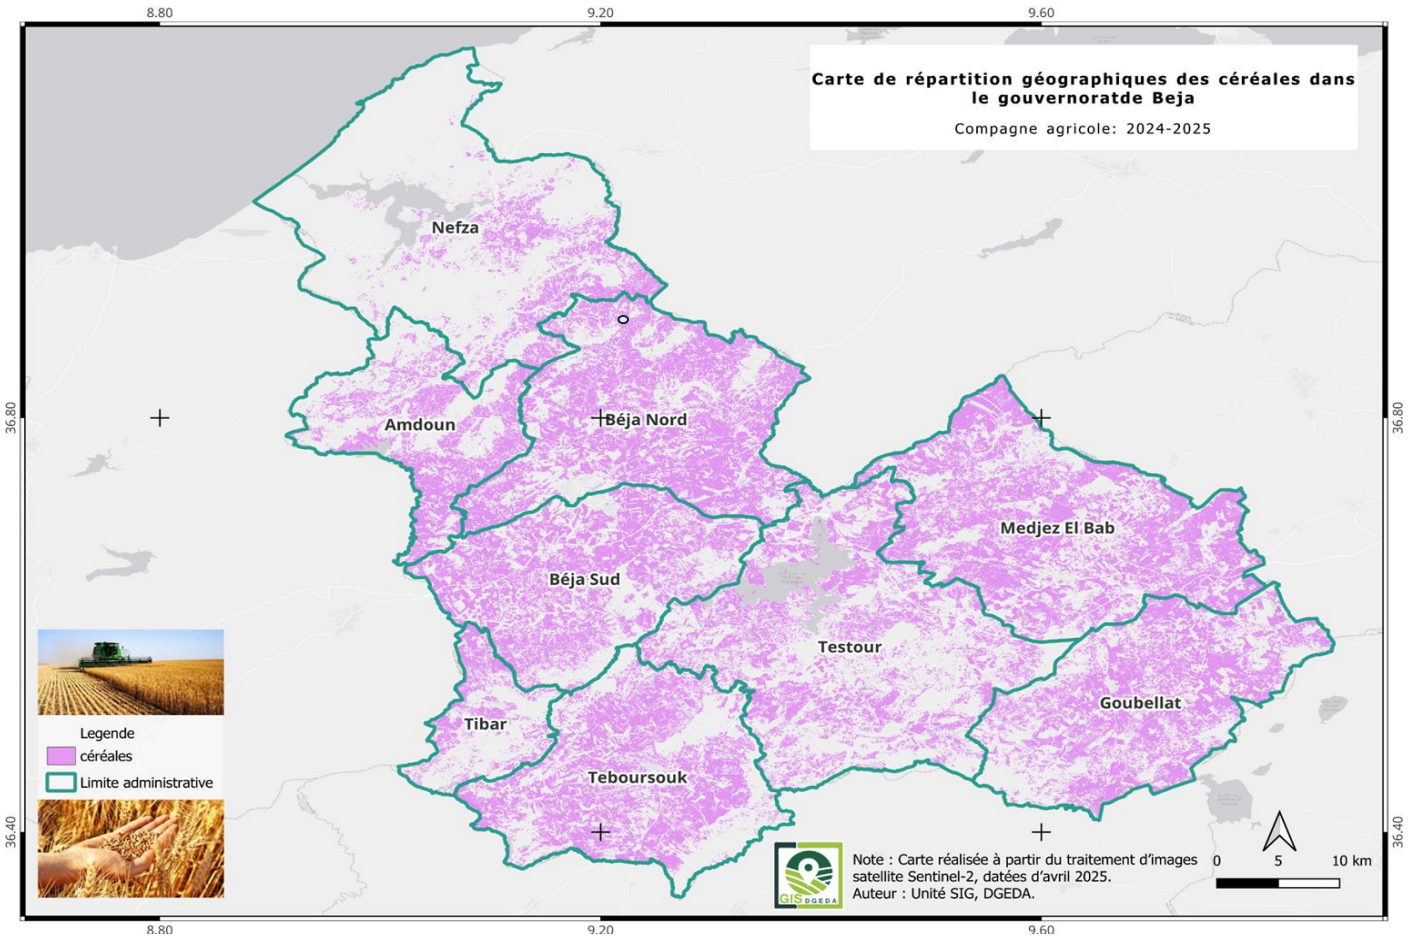 8.80 9.20 9.60
Carte de répartition géographiques des céréales dans
le gouvernoratde Beja
Compagne agricole: 2024-2025
Nefza
36.80 36.80
Amdoun
Béja Nord
Medjez El Bab
Béja Sud
Testour
Goubellat
Tibar
Teboursouk
Legende
céréales
Limite administrative
36.40 36.40
GIS DGEDA
Note : Carte réalisée à partir du traitement d'images
satellite Sentinel-2, datées d'avril 2025.
Auteur : Unité SIG, DGEDA.
0 5 10 km
8.80 9.20 9.60